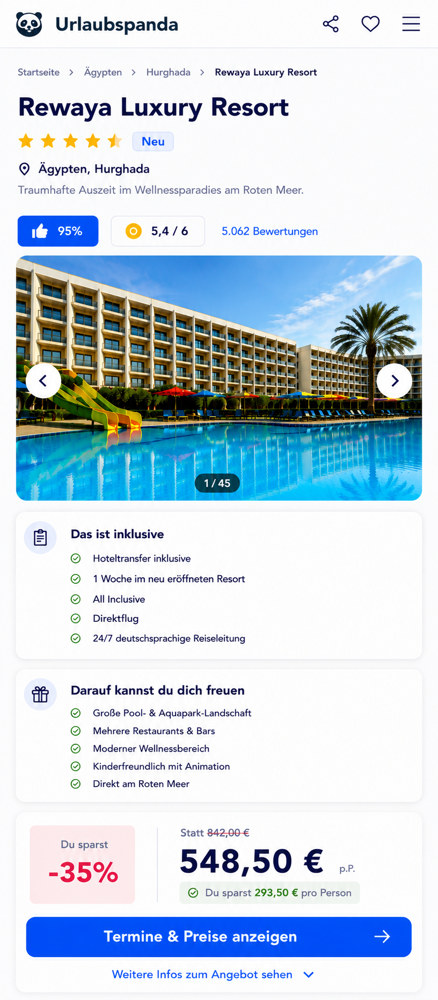 Urlaubspanda
Startseite > Ägypten > Hurghada > Rewaya Luxury Resort
Rewaya Luxury Resort
Neu
Ägypten, Hurghada
Traumhafte Auszeit im Wellnessparadies am Roten Meer.
95% 5,4 / 6 5.062 Bewertungen
1 / 45
Das ist inklusive
Hoteltransfer inklusive
1 Woche im neu eröffneten Resort
All Inclusive
Direktflug
24/7 deutschsprachige Reiseleitung
Darauf kannst du dich freuen
Große Pool- & Aquapark-Landschaft
Mehrere Restaurants & Bars
Moderner Wellnessbereich
Kinderfreundlich mit Animation
Direkt am Roten Meer
Du sparst
-35%
Statt 842,00 €
548,50 € p.P.
Du sparst 293,50 € pro Person
Termine & Preise anzeigen
Weitere Infos zum Angebot sehen